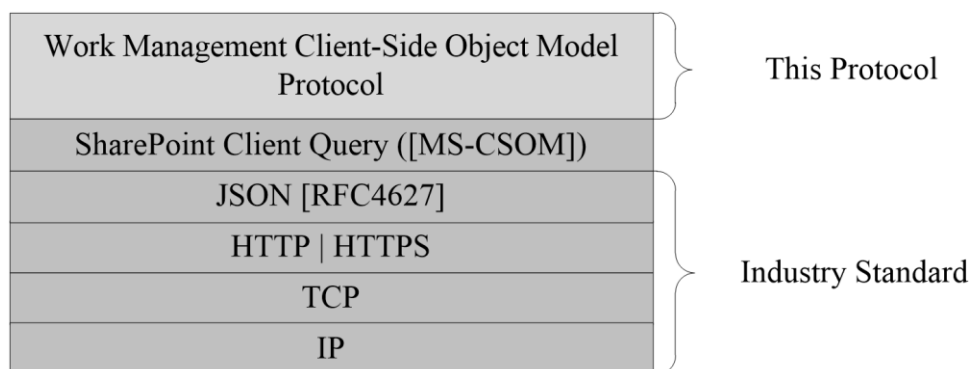 Work Management Client-Side Object Model
Protocol
This Protocol
SharePoint Client Query ([MS-CSOM])
JSON [RFC4627]
HTTP | HTTPS
Industry Standard
TCP
IP